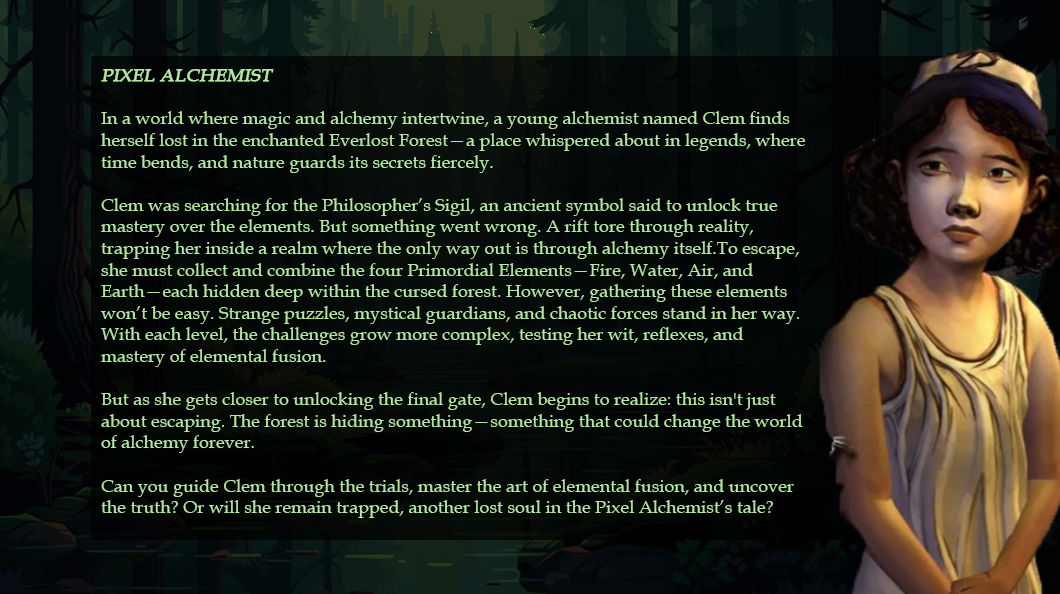 PIXEL ALCHEMIST
In a world where magic and alchemy intertwine, a young alchemist named Clem finds
herself lost in the enchanted Everlost Forest—a place whispered about in legends, where
time bends, and nature guards its secrets fiercely.
Clem was searching for the Philosopher’s Sigil, an ancient symbol said to unlock true
mastery over the elements. But something went wrong. A rift tore through reality,
trapping her inside a realm where the only way out is through alchemy itself.To escape,
she must collect and combine the four Primordial Elements—Fire, Water, Air, and
Earth—each hidden deep within the cursed forest. However, gathering these elements
won’t be easy. Strange puzzles, mystical guardians, and chaotic forces stand in her way.
With each level, the challenges grow more complex, testing her wit, reflexes, and
mastery of elemental fusion.
But as she gets closer to unlocking the final gate, Clem begins to realize: this isn't just
about escaping. The forest is hiding something—something that could change the world
of alchemy forever.
Can you guide Clem through the trials, master the art of elemental fusion, and uncover
the truth? Or will she remain trapped, another lost soul in the Pixel Alchemist’s tale?